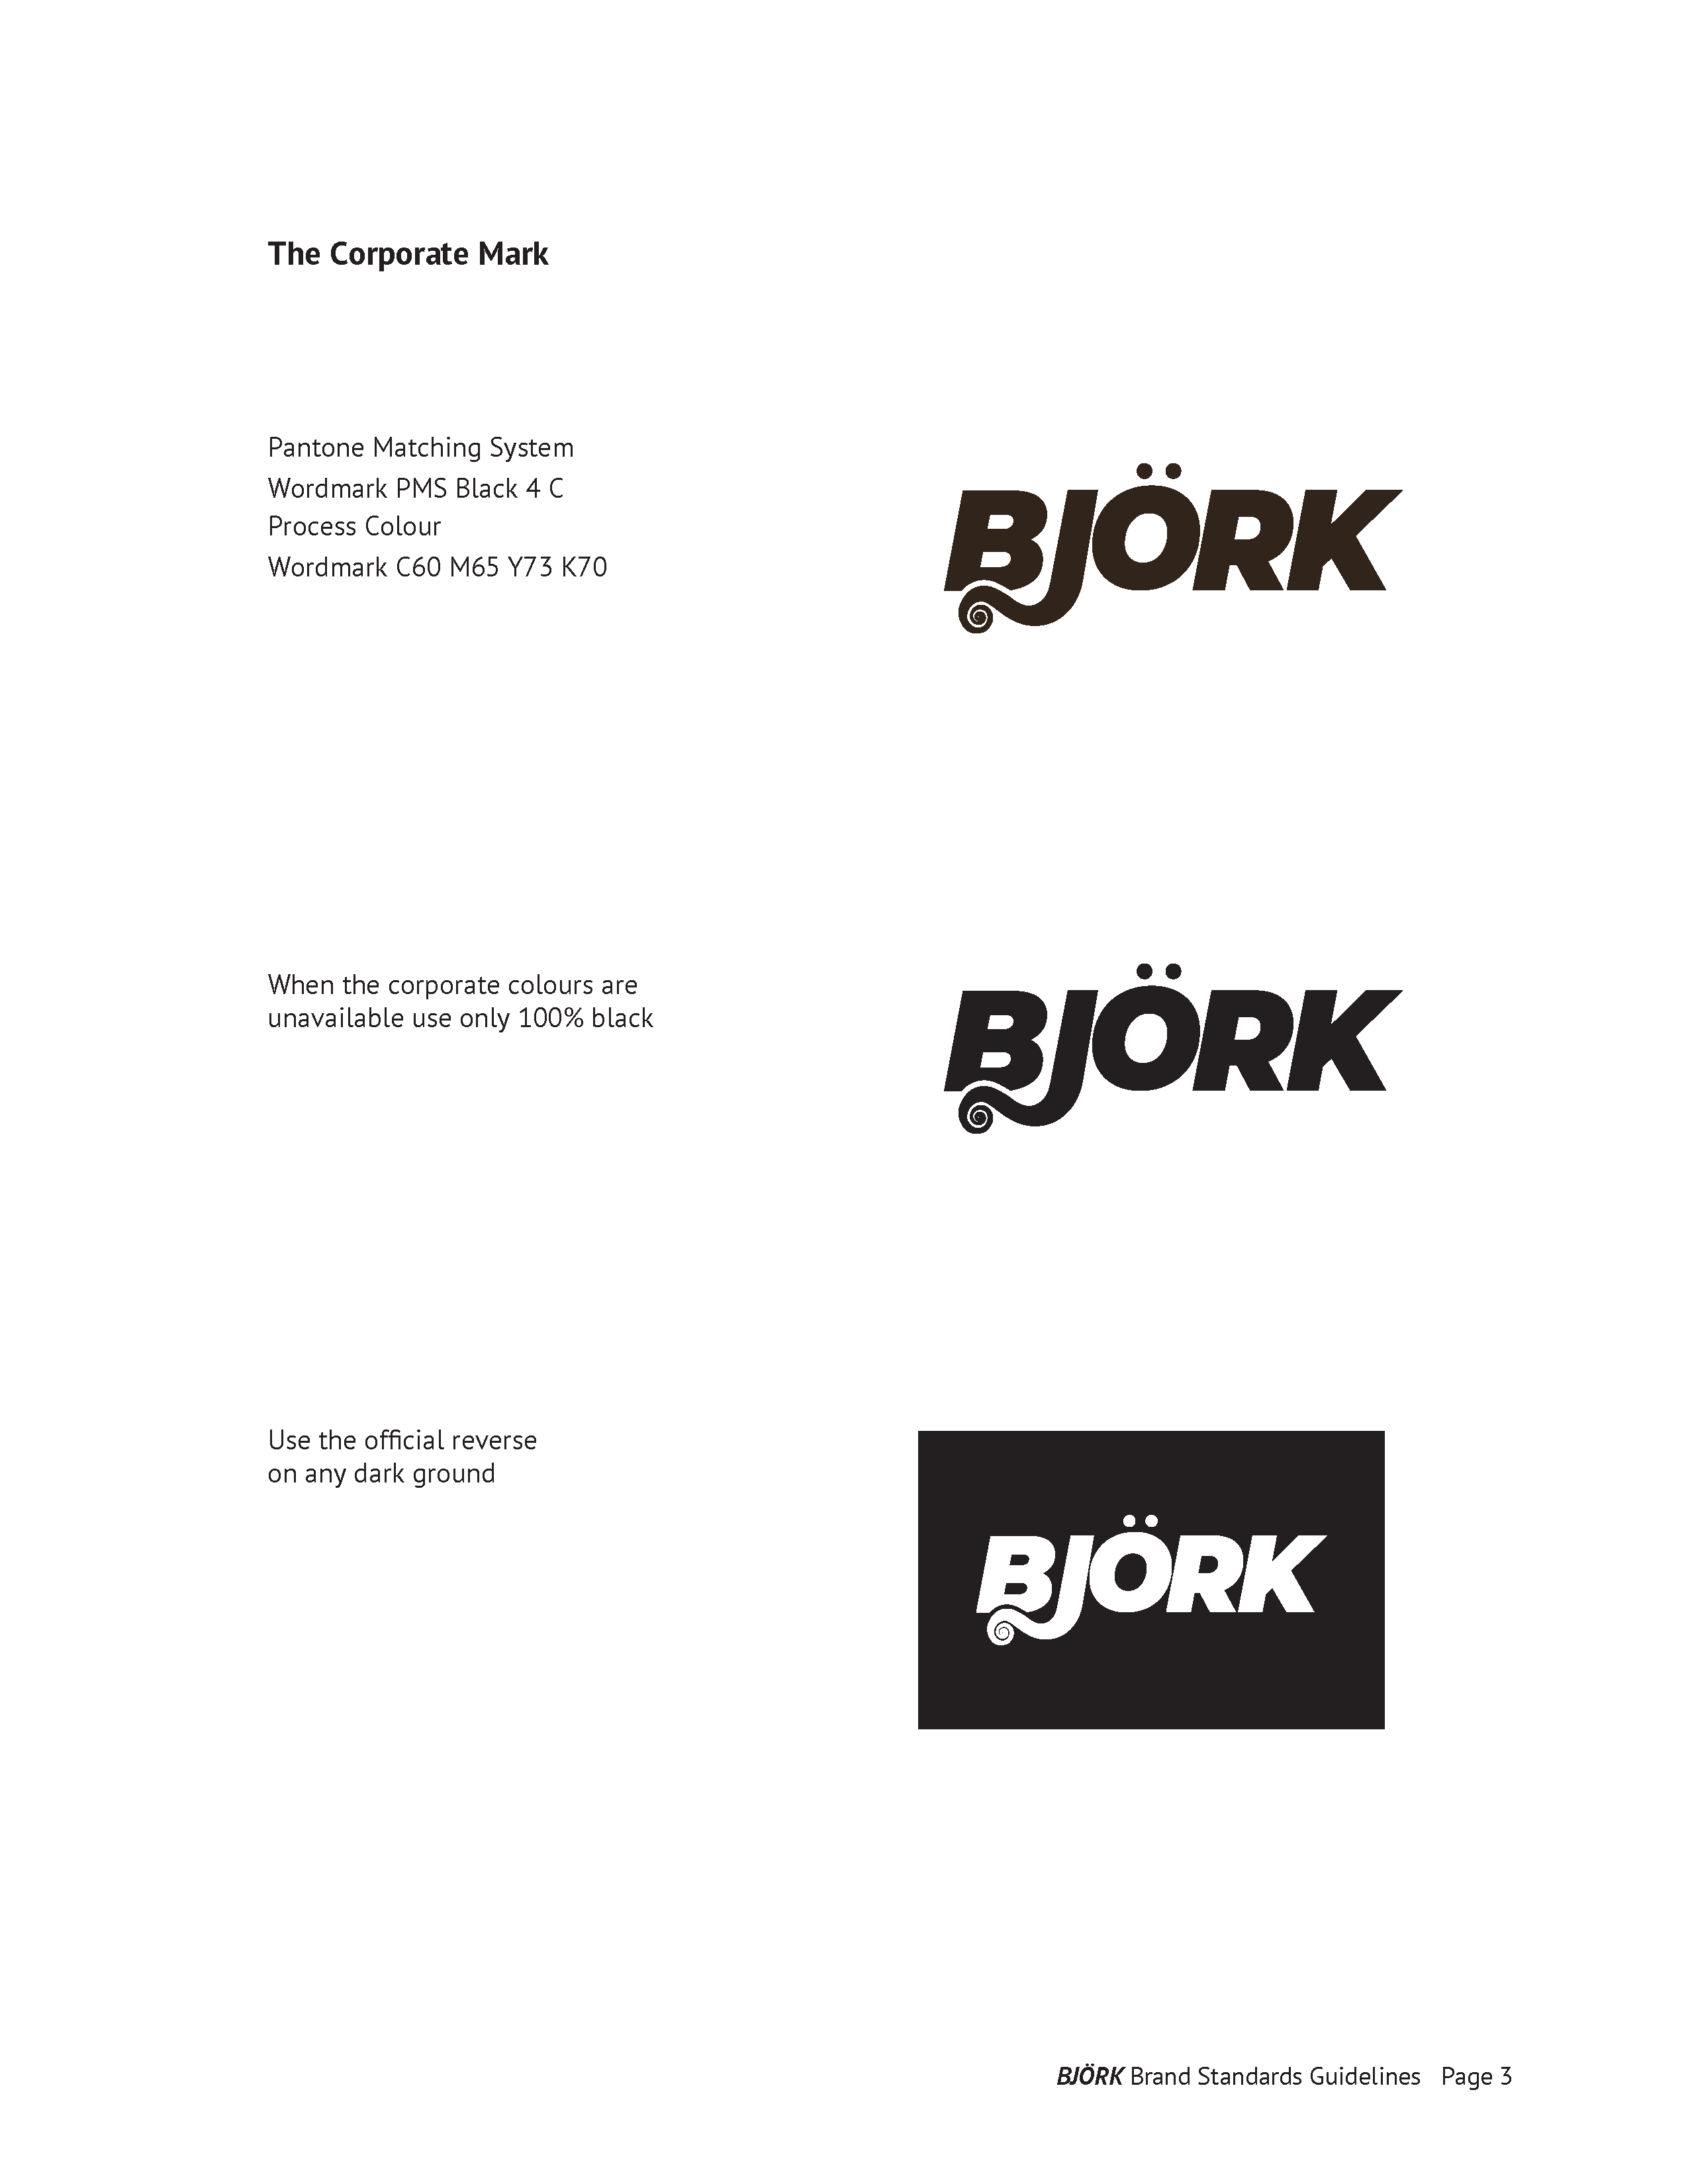 The Corporate Mark
Pantone Matching System
Wordmark PMS Black 4 C
Process Colour
Wordmark C60 M65 Y73 K70
BJÖRK
When the corporate colours are
unavailable use only 100% black
BJÖRK
Use the official reverse
on any dark ground
BJÖRK
BJÖRK Brand Standards Guidelines Page 3